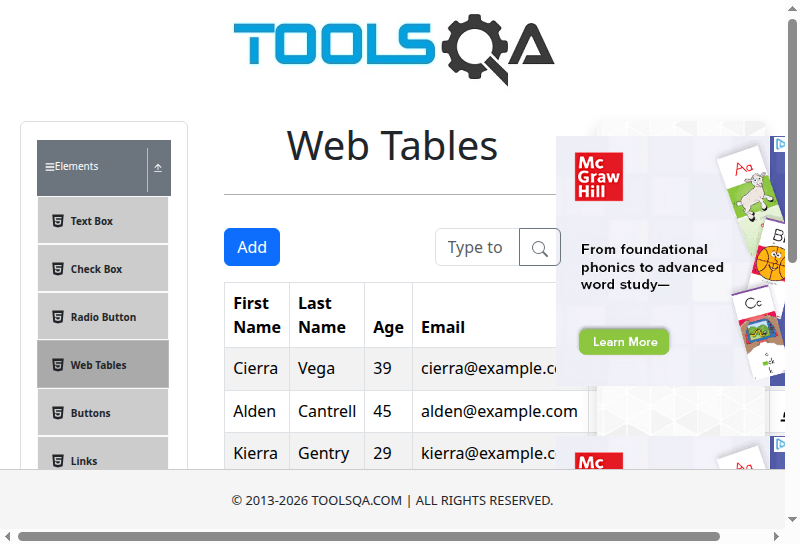 TOOLSQA
Elements
Text Box
Check Box
Radio Button
Web Tables
Buttons
Links
Web Tables
Add
Type to
First Name
Last Name
Age
Email
Cierra
Vega
39
cierra@example.c
Alden
Cantrell
45
alden@example.com
Kierra
Gentry
29
kierra@example.c
Mc
Graw
Hill
From foundational
phonics to advanced
word study—
Learn More
Aa
B
Cc
Mc
© 2013-2026 TOOLSQA.COM | ALL RIGHTS RESERVED.